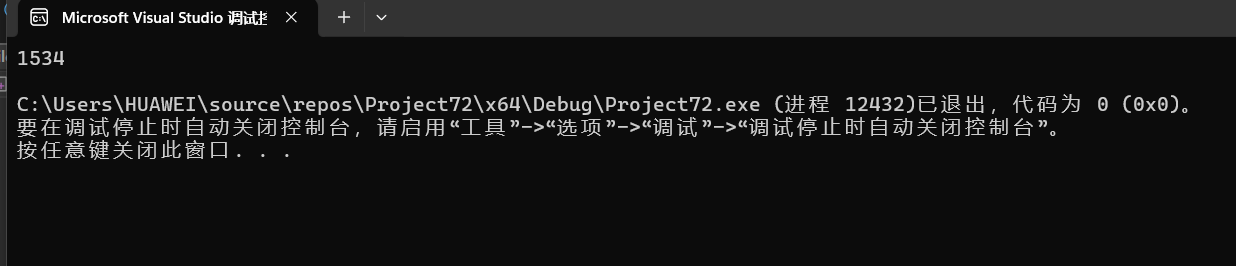 Microsoft Visual Studio 调试控
1534
C:\Users\HUAWEI\source\repos\Project72\x64\Debug\Project72.exe (进程 12432)已退出，代码为 0 (0x0)。
要在调试停止时自动关闭控制台，请启用“工具”->“选项”->“调试”->“调试停止时自动关闭控制台”。
按任意键关闭此窗口. . .